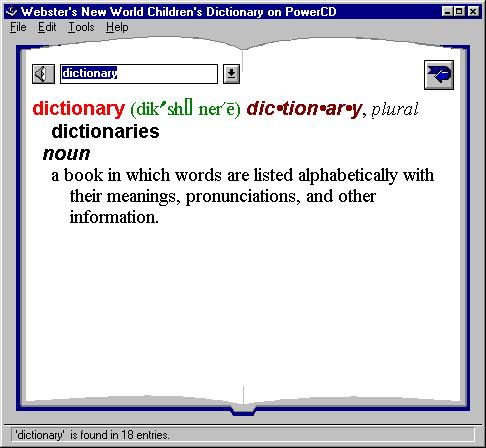 Webster's New World Children's Dictionary on PowerCD
File Edit Tools Help
dictionary
dictionary (dik′sh▯ ner′ē) dic•tion•ar•y, plural
dictionaries
noun
a book in which words are listed alphabetically with
their meanings, pronunciations, and other
information.
'dictionary' is found in 18 entries.